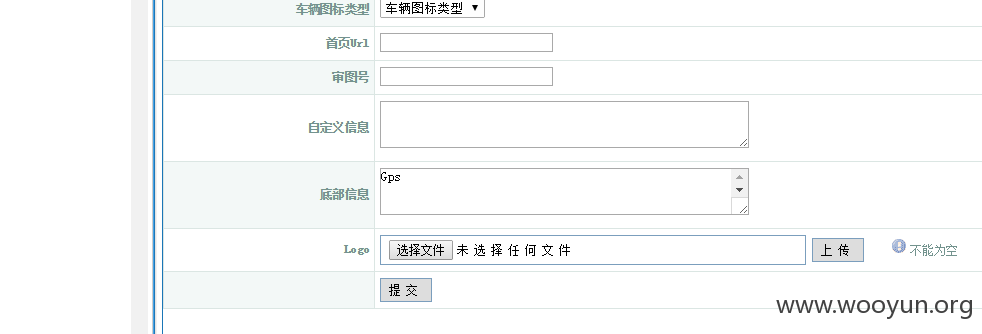 车辆图标类型 车辆图标类型
首页Url
审图号
自定义信息
底部信息 Gps
Logo 选择文件 未选择任何文件 上传 不能为空
提交
www.wooyun.org